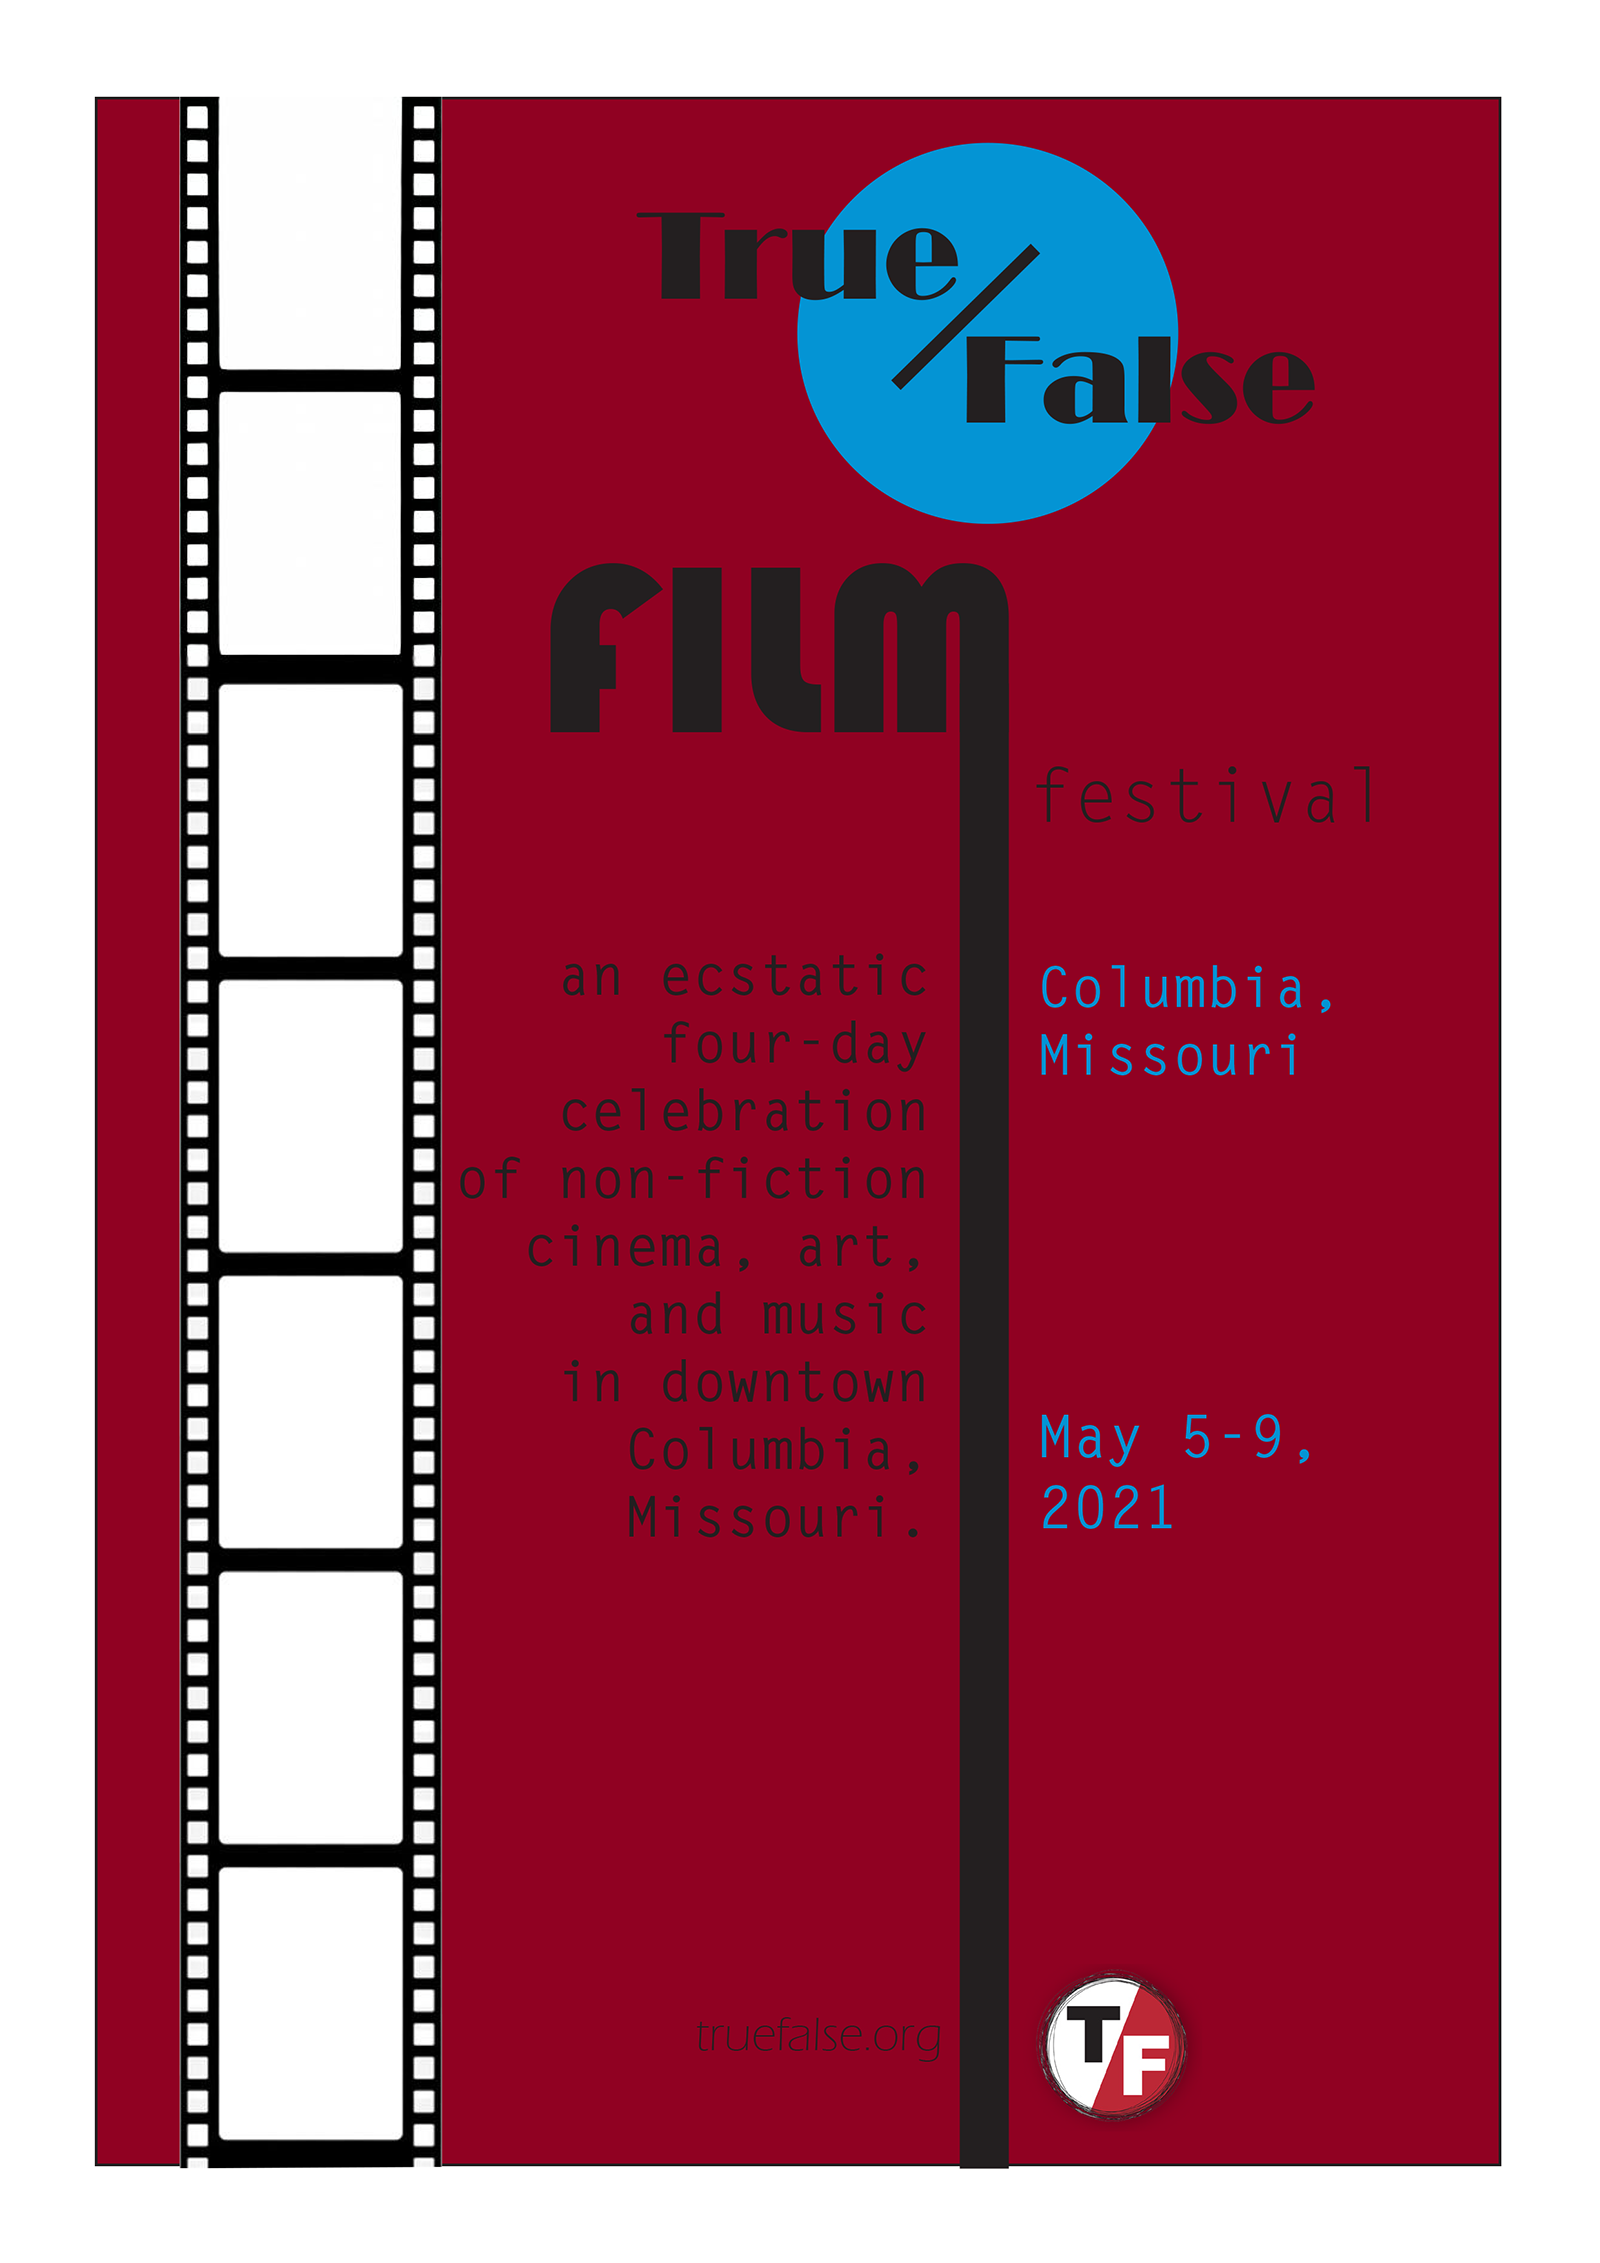 True
/
False
FILM
festival
an ecstatic
four-day
celebration
of non-fiction
cinema, art,
and music
in downtown
Columbia,
Missouri.
Columbia,
Missouri
May 5-9,
2021
truefalse.org
T
F